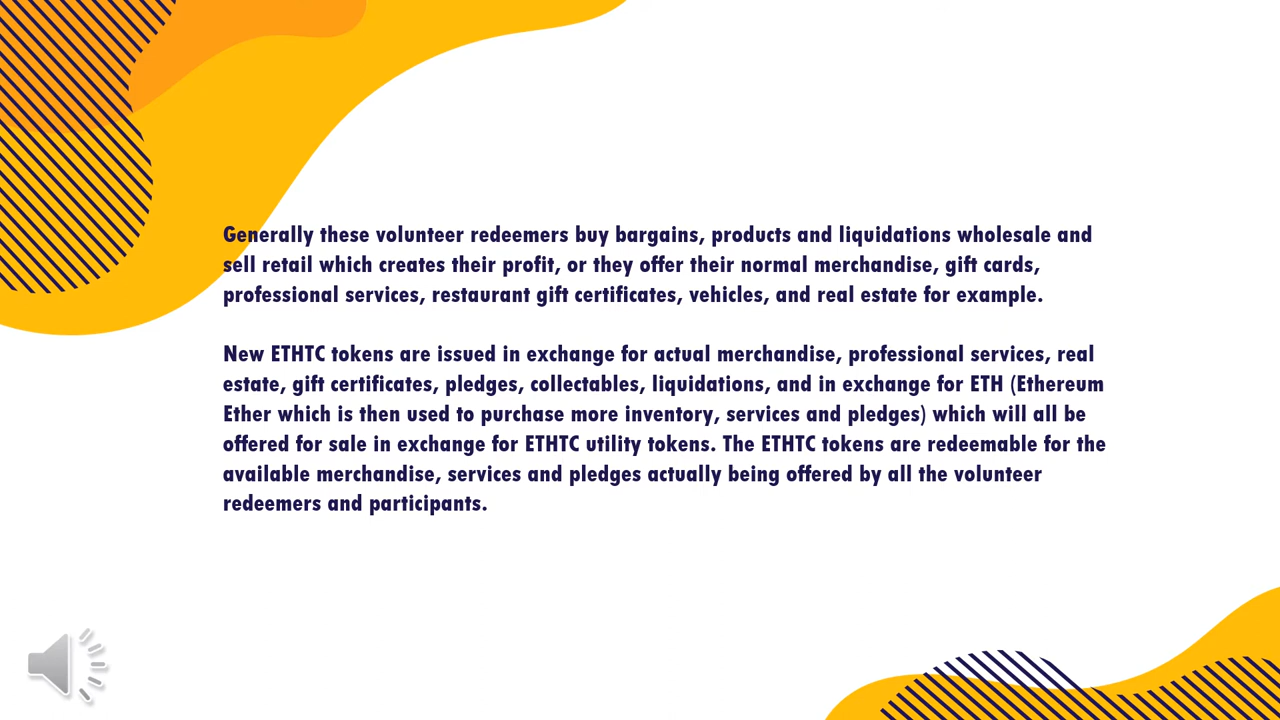 Generally these volunteer redeemers buy bargains, products and liquidations wholesale and
sell retail which creates their profit, or they offer their normal merchandise, gift cards,
professional services, restaurant gift certificates, vehicles, and real estate for example.
New ETHTC tokens are issued in exchange for actual merchandise, professional services, real
estate, gift certificates, pledges, collectables, liquidations, and in exchange for ETH (Ethereum
Ether which is then used to purchase more inventory, services and pledges) which will all be
offered for sale in exchange for ETHTC utility tokens. The ETHTC tokens are redeemable for the
available merchandise, services and pledges actually being offered by all the volunteer
redeemers and participants.